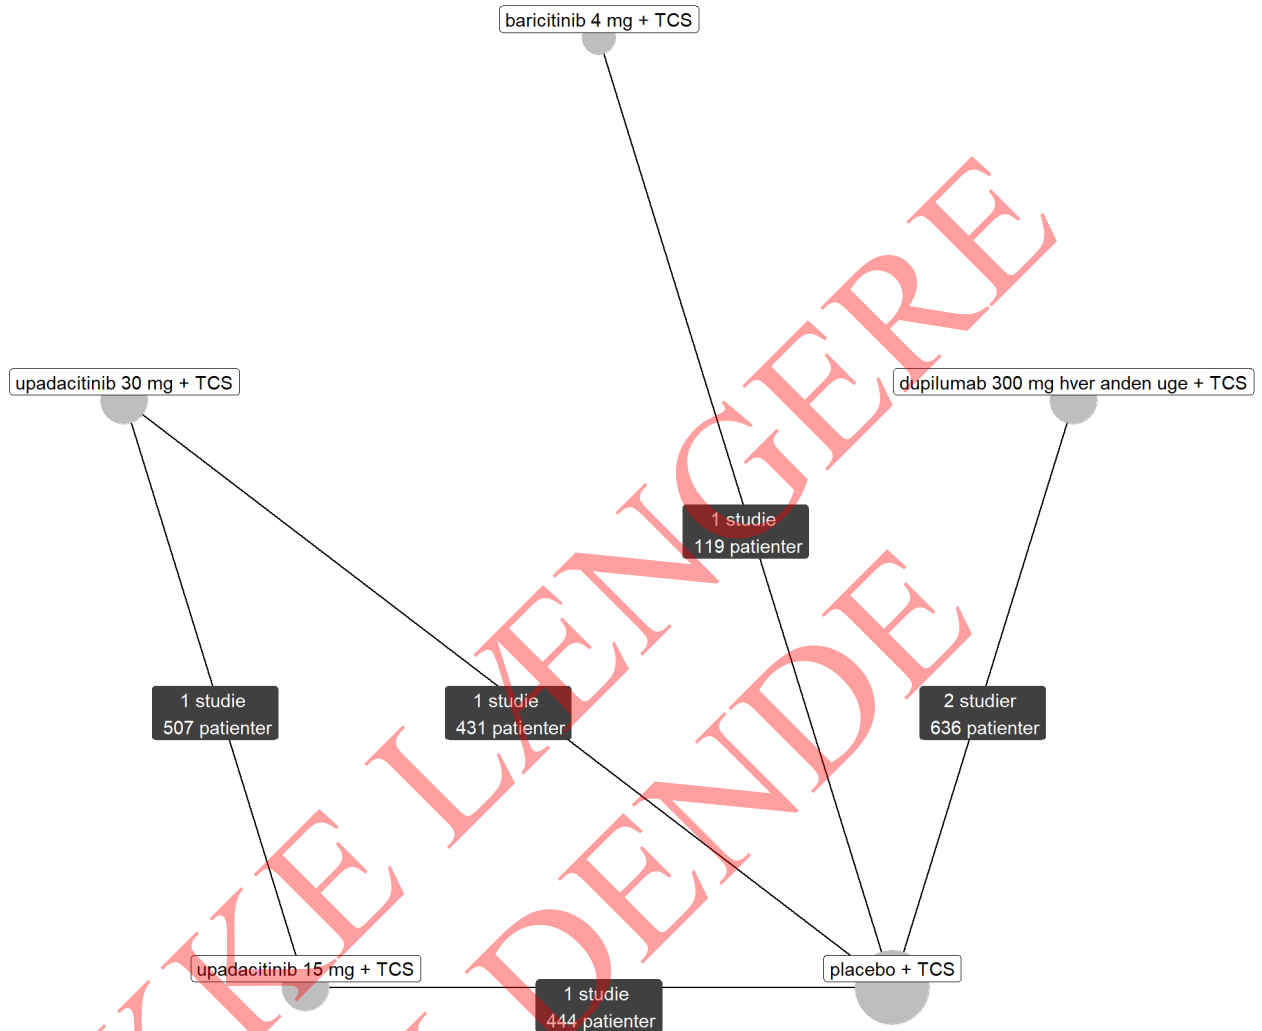 baricitinib 4 mg + TCS
upadacitinib 30 mg + TCS
dupilumab 300 mg hver anden uge + TCS
1 studie
119 patienter
1 studie
507 patienter
1 studie
431 patienter
2 studier
636 patienter
upadacitinib 15 mg + TCS
placebo + TCS
1 studie
444 patienter
KKE LÆNGERE
DENDE